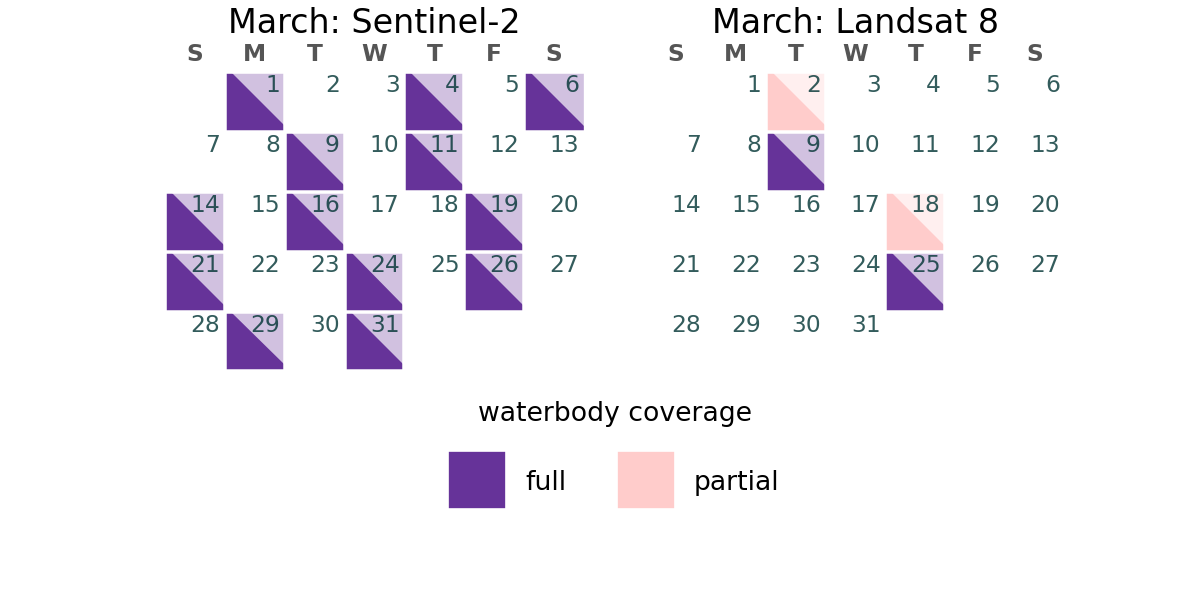 March: Sentinel-2
S M T W T F S
1 2 3 4 5 6
7 8 9 10 11 12 13
14 15 16 17 18 19 20
21 22 23 24 25 26 27
28 29 30 31
March: Landsat 8
S M T W T F S
1 2 3 4 5 6
7 8 9 10 11 12 13
14 15 16 17 18 19 20
21 22 23 24 25 26 27
28 29 30 31
waterbody coverage
full
partial